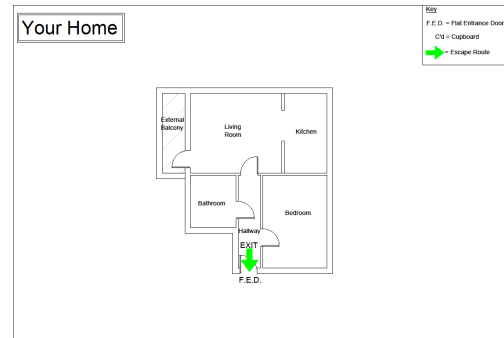 Your Home
Key
F.E.D. = Flat Entrance Door
C'd = Cupboard
= Escape Route
External
Balcony
Living
Room
Kitchen
Bathroom
Bedroom
Hallway
EXIT
F.E.D.